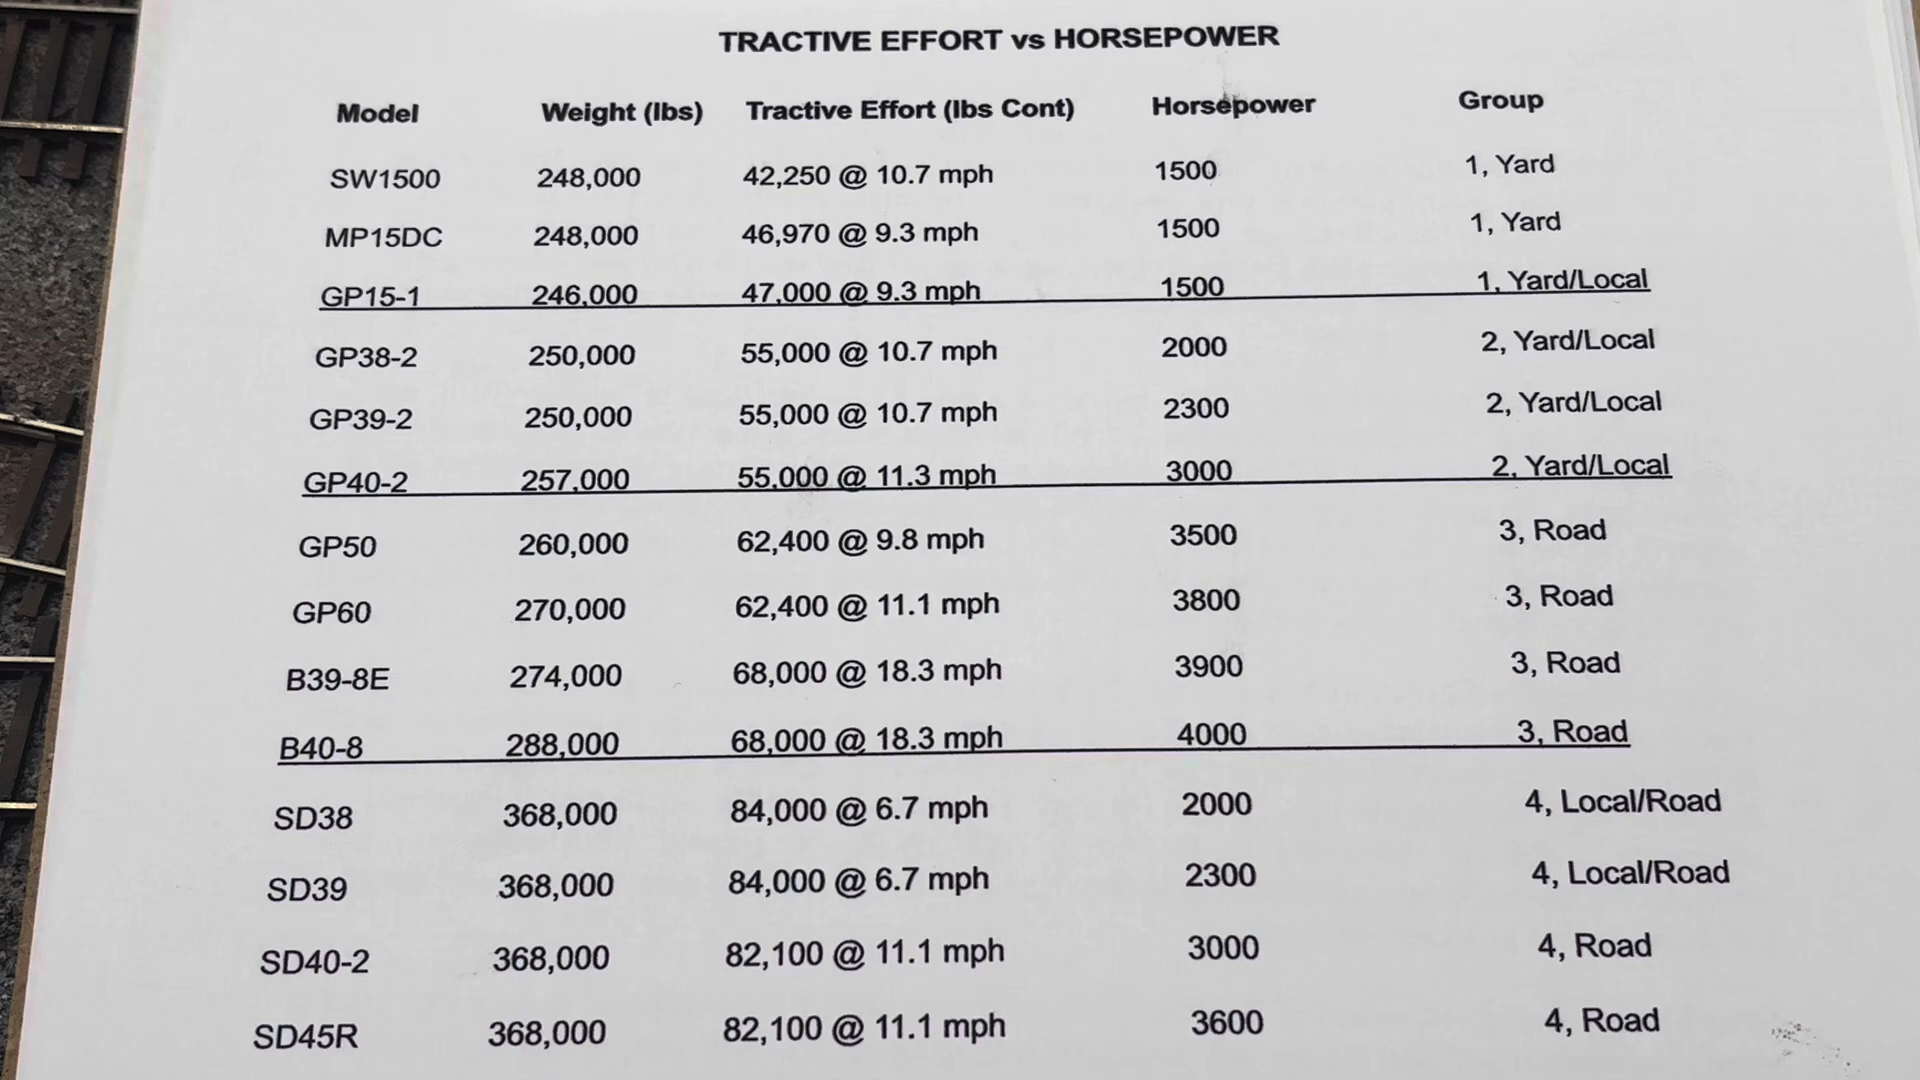 TRACTIVE EFFORT vs HORSEPOWER
Model Weight (lbs) Tractive Effort (lbs Cont) Horsepower Group
SW1500 248,000 42,250 @ 10.7 mph 1500 1, Yard
MP15DC 248,000 46,970 @ 9.3 mph 1500 1, Yard
GP15-1 246,000 47,000 @ 9.3 mph 1500 1, Yard/Local
GP38-2 250,000 55,000 @ 10.7 mph 2000 2, Yard/Local
GP39-2 250,000 55,000 @ 10.7 mph 2300 2, Yard/Local
GP40-2 257,000 55,000 @ 11.3 mph 3000 2, Yard/Local
GP50 260,000 62,400 @ 9.8 mph 3500 3, Road
GP60 270,000 62,400 @ 11.1 mph 3800 3, Road
B39-8E 274,000 68,000 @ 18.3 mph 3900 3, Road
B40-8 288,000 68,000 @ 18.3 mph 4000 3, Road
SD38 368,000 84,000 @ 6.7 mph 2000 4, Local/Road
SD39 368,000 84,000 @ 6.7 mph 2300 4, Local/Road
SD40-2 368,000 82,100 @ 11.1 mph 3000 4, Road
SD45R 368,000 82,100 @ 11.1 mph 3600 4, Road